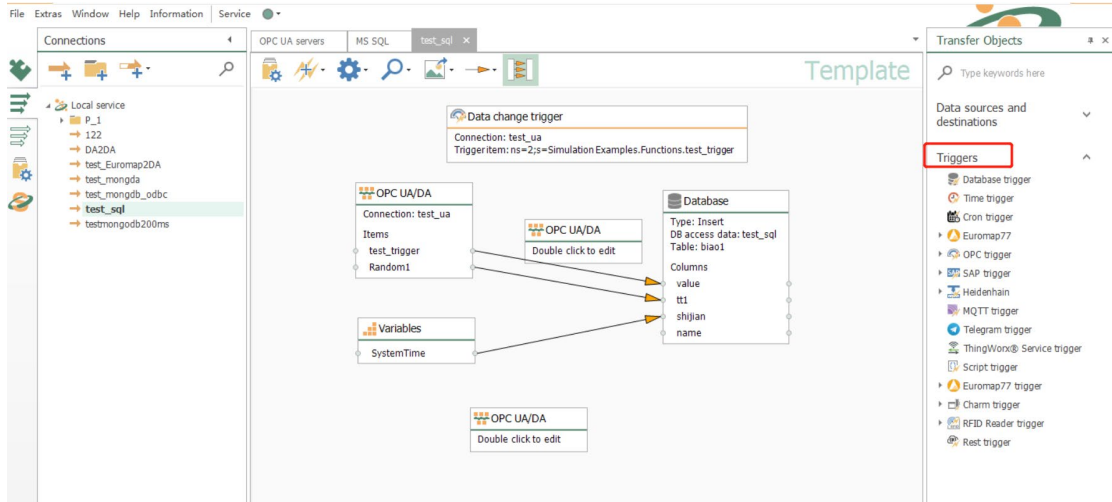 File Extras Window Help Information Service
Connections
OPC UA servers MS SQL test_sql
Transfer Objects
Template
Type keywords here
Local service
P_1
122
DA2DA
test_Euromap2DA
test_mongda
test_mongdb_odbc
test_sql
testmongodb200ms
Data change trigger
Connection: test_ua
Triggeritem: ns=2;s=Simulation Examples.Functions.test_trigger
OPC UA/DA
Connection: test_ua
Items
test_trigger
Random1
OPC UA/DA
Double click to edit
Database
Type: Insert
DB access data: test_sql
Table: biao1
Columns
value
tt1
shijian
name
Variables
SystemTime
OPC UA/DA
Double click to edit
Data sources and
destinations
Triggers
Database trigger
Time trigger
Cron trigger
Euromap77
OPC trigger
SAP trigger
Heidenhain
MQTT trigger
Telegram trigger
ThingWorx® Service trigger
Script trigger
Euromap77 trigger
Charm trigger
RFID Reader trigger
Rest trigger